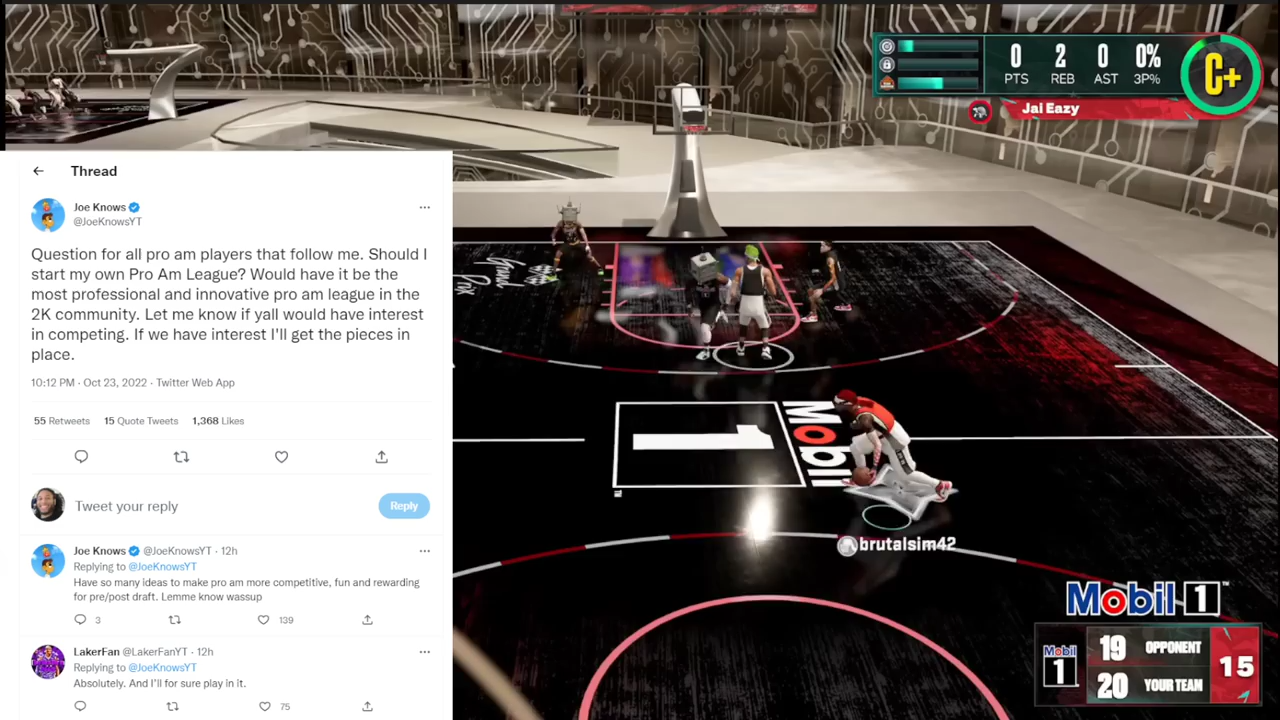 Thread
Joe Knows
@JoeKnowsYT
Question for all pro am players that follow me. Should I
start my own Pro Am League? Would have it be the
most professional and innovative pro am league in the
2K community. Let me know if yall would have interest
in competing. If we have interest I'll get the pieces in
place.
10:12 PM · Oct 23, 2022 · Twitter Web App
55 Retweets 15 Quote Tweets 1,368 Likes
Tweet your reply
Reply
Joe Knows @JoeKnowsYT · 12h
Replying to @JoeKnowsYT
Have so many ideas to make pro am more competitive, fun and rewarding
for pre/post draft. Lemme know wassup
3 139
LakerFan @LakerFanYT · 12h
Replying to @JoeKnowsYT
Absolutely. And I'll for sure play in it.
75
0 2 0 0%
PTS REB AST 3P%
C+
Jai Eazy
Mobil 1
brutalsim42
Mobil 1
Mobil
1
19 OPPONENT
20 YOUR TEAM
15